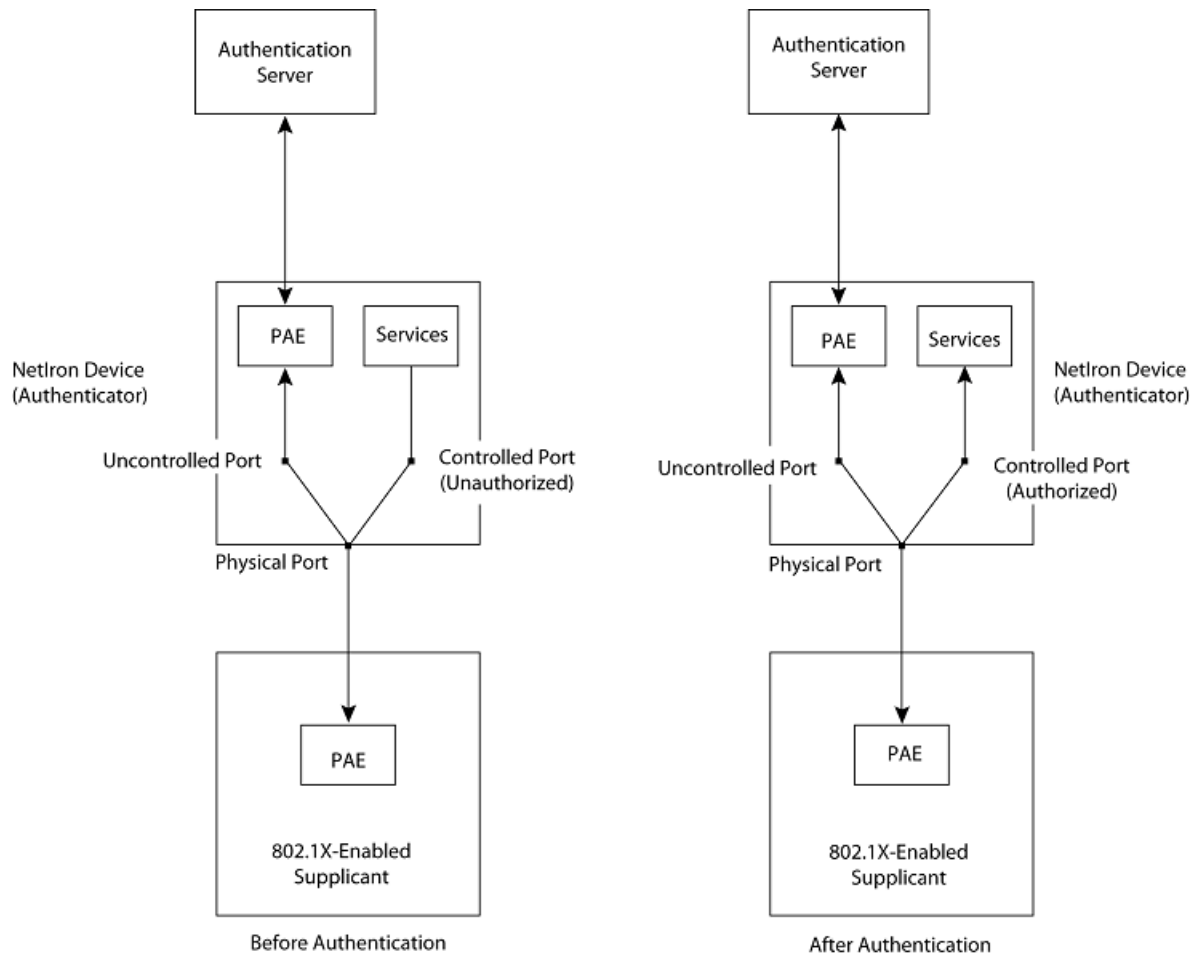 Authentication
Server
PAE
Services
NetIron Device
(Authenticator)
Uncontrolled Port
Controlled Port
(Unauthorized)
Physical Port
PAE
802.1X-Enabled
Supplicant
Before Authentication
Authentication
Server
PAE
Services
NetIron Device
(Authenticator)
Uncontrolled Port
Controlled Port
(Authorized)
Physical Port
PAE
802.1X-Enabled
Supplicant
After Authentication